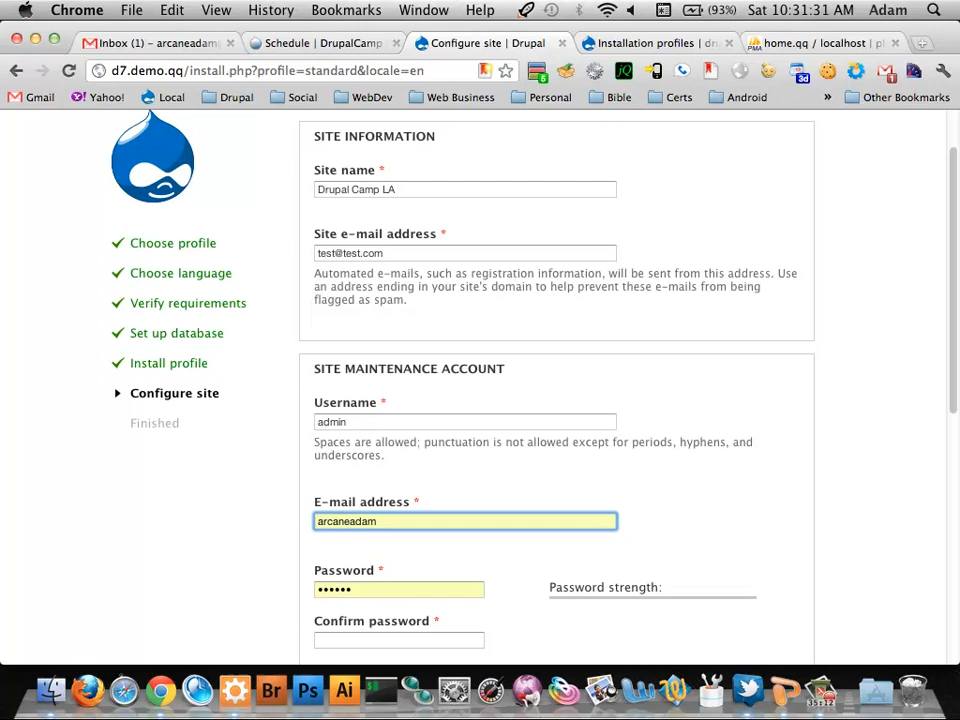 Chrome File Edit View History Bookmarks Window Help (93%) Sat 10:31:31 AM Adam
Inbox (1) – arcaneadam Schedule | DrupalCamp Configure site | Drupal Installation profiles | dr home.qq / localhost | pl
d7.demo.qq/install.php?profile=standard&locale=en
Gmail Yahoo! Local Drupal Social WebDev Web Business Personal Bible Certs Android » Other Bookmarks
SITE INFORMATION
Site name *
Drupal Camp LA
Site e-mail address *
test@test.com
Automated e-mails, such as registration information, will be sent from this address. Use
an address ending in your site's domain to help prevent these e-mails from being
flagged as spam.
Choose profile
Choose language
Verify requirements
Set up database
Install profile
Configure site
Finished
SITE MAINTENANCE ACCOUNT
Username *
admin
Spaces are allowed; punctuation is not allowed except for periods, hyphens, and
underscores.
E-mail address *
arcaneadam
Password *
••••••
Password strength:
Confirm password *
Br Ps Ai
35:12